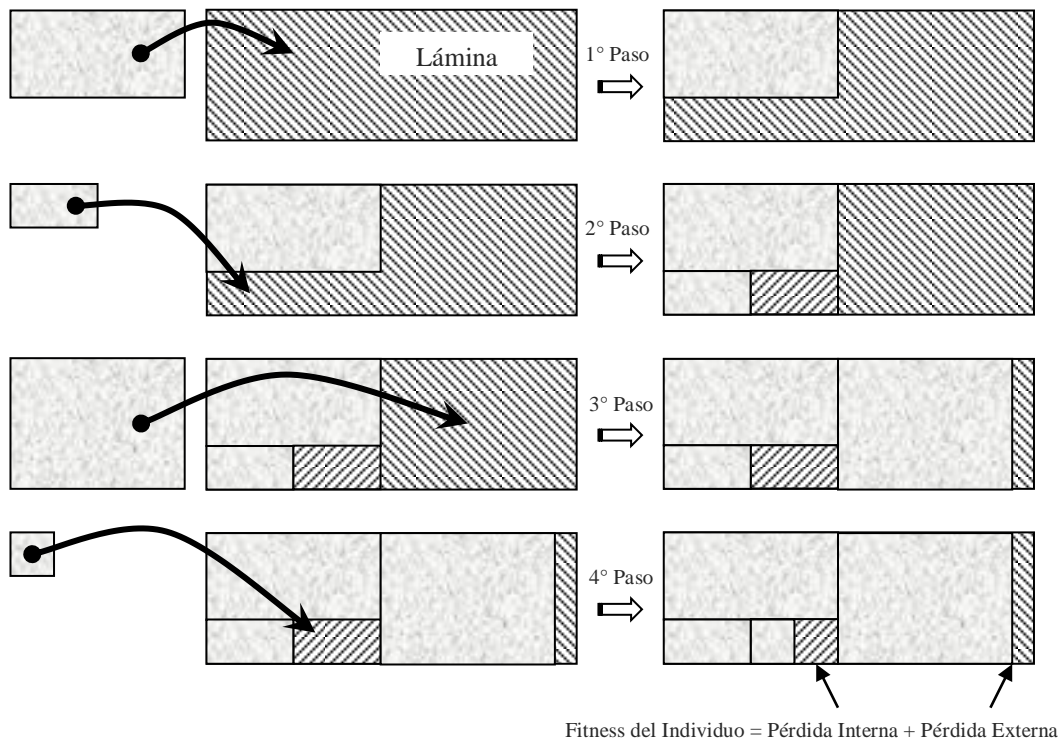 Lámina
1° Paso
2° Paso
3° Paso
4° Paso
Fitness del Individuo = Pérdida Interna + Pérdida Externa